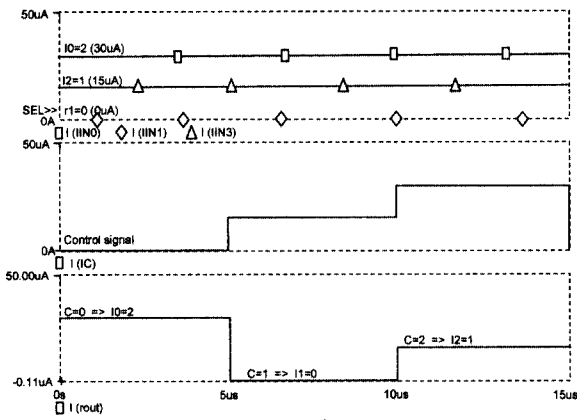 50uA
I0=2 (30uA)
I2=1 (15uA)
SEL>> r1=0 (0uA)
0A
I (IIN0) I (IIN1) I (IIN3)
50uA
Control signal
0A
I (IC)
50.00uA
C=0 => I0=2
C=2 => I2=1
C=1 => I1=0
-0.11uA
0s 5us 10us 15us
I (rout)